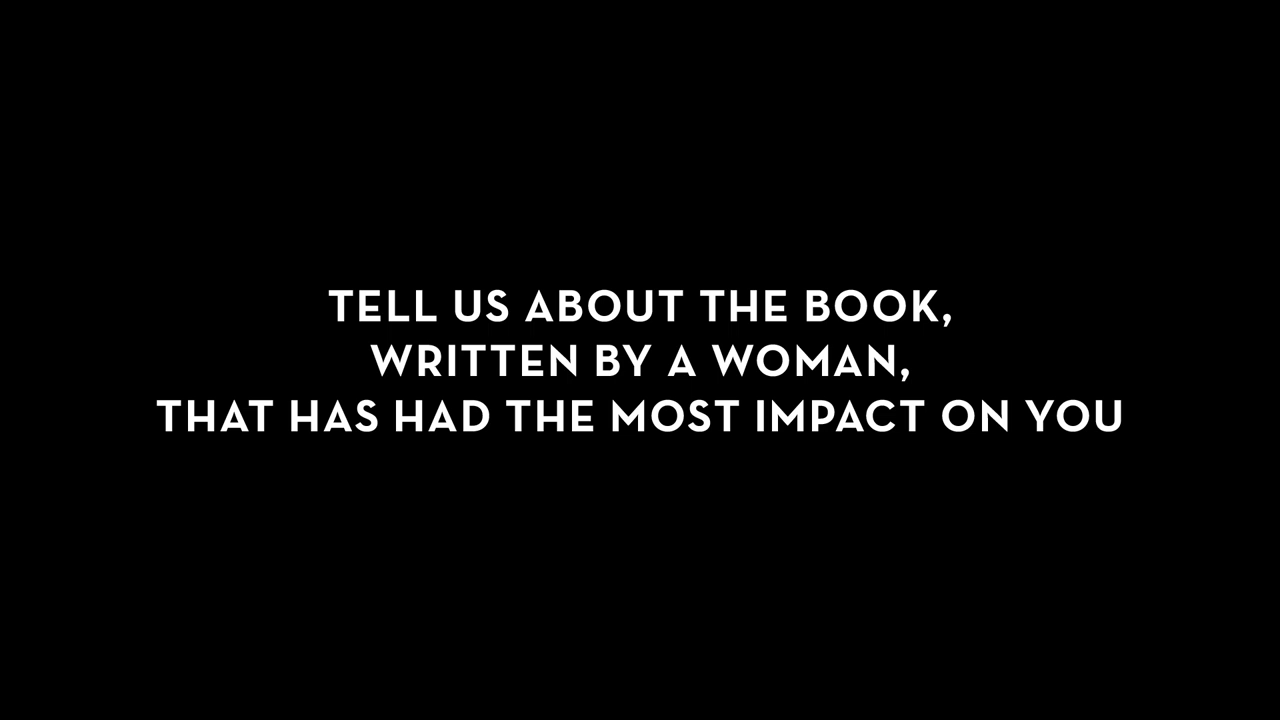 TELL US ABOUT THE BOOK,
WRITTEN BY A WOMAN,
THAT HAS HAD THE MOST IMPACT ON YOU